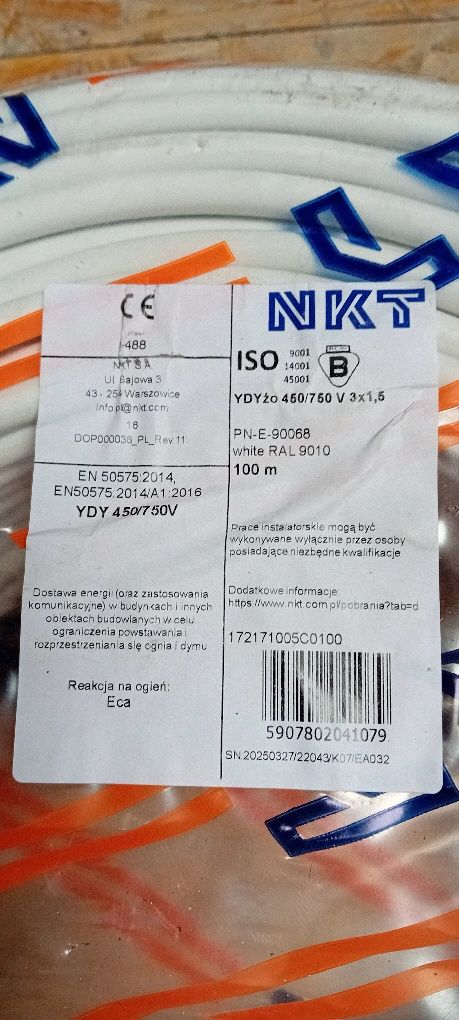 CE
488
NKT S.A
Ul. Gajowa 3
43 - 254 Warszowice
infopl@nkt.com
16
DOP000038_PL_Rev.11
EN 50575:2014,
EN50575:2014/A1:2016
YDY 450/750V
Dostawa energii (oraz zastosowania
komunikacyjne) w budynkach i innych
obiektach budowlanych w celu
ograniczenia powstawania i
rozprzestrzeniania się ognia i dymu
Reakcja na ogień:
Eca
NKT
ISO 9001
14001
45001
B
YDYżo 450/750 V 3x1,5
PN-E-90068
white RAL 9010
100 m
Prace instalatorskie mogą być
wykonywane wyłącznie przez osoby
posiadające niezbędne kwalifikacje.
Dodatkowe informacje:
https://www.nkt.com.pl/pobrania?tab=d
172171005C0100
5907802041079
SN:20250327/22043/K07/EA032